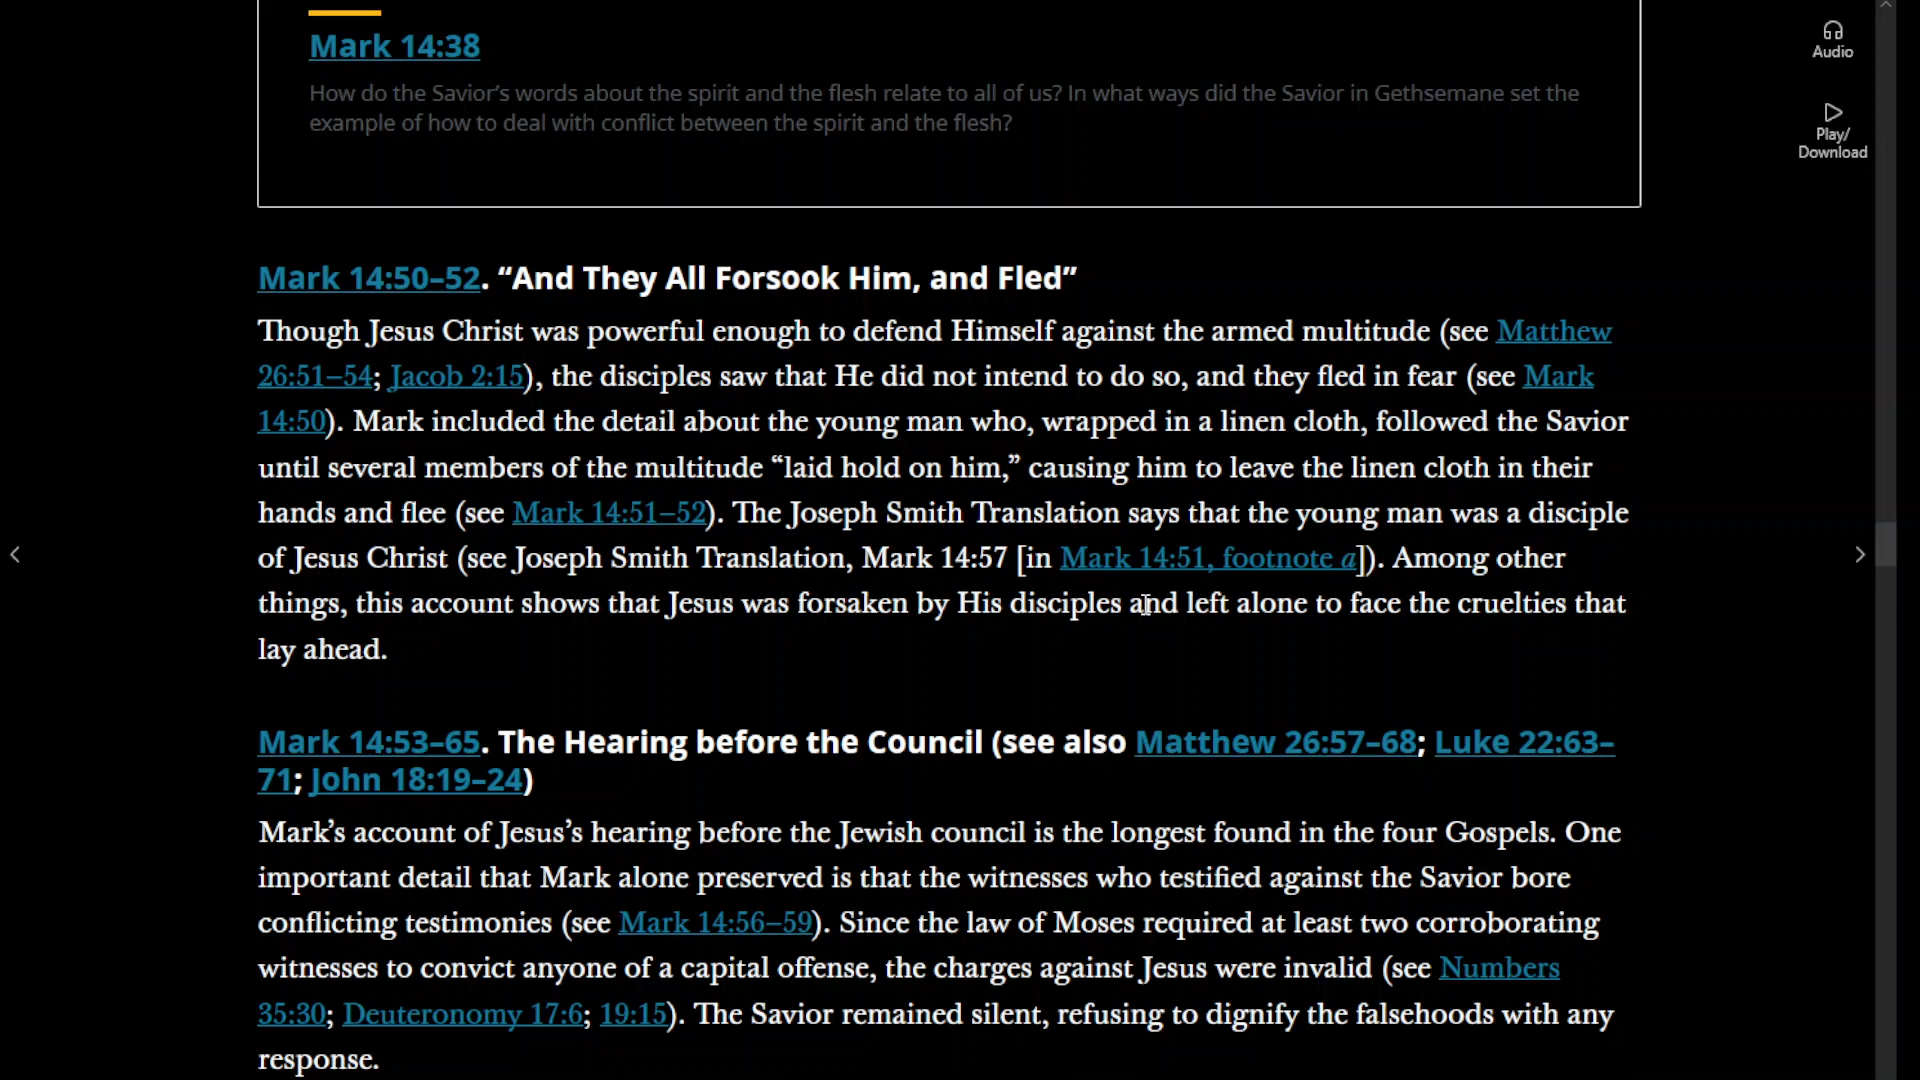 Mark 14:38
How do the Savior’s words about the spirit and the flesh relate to all of us? In what ways did the Savior in Gethsemane set the
example of how to deal with conflict between the spirit and the flesh?
Audio
Play/
Download
Mark 14:50–52. “And They All Forsook Him, and Fled”
Though Jesus Christ was powerful enough to defend Himself against the armed multitude (see Matthew
26:51–54; Jacob 2:15), the disciples saw that He did not intend to do so, and they fled in fear (see Mark
14:50). Mark included the detail about the young man who, wrapped in a linen cloth, followed the Savior
until several members of the multitude “laid hold on him,” causing him to leave the linen cloth in their
hands and flee (see Mark 14:51–52). The Joseph Smith Translation says that the young man was a disciple
of Jesus Christ (see Joseph Smith Translation, Mark 14:57 [in Mark 14:51, footnote a]). Among other
things, this account shows that Jesus was forsaken by His disciples and left alone to face the cruelties that
lay ahead.
Mark 14:53–65. The Hearing before the Council (see also Matthew 26:57–68; Luke 22:63–
71; John 18:19–24)
Mark’s account of Jesus’s hearing before the Jewish council is the longest found in the four Gospels. One
important detail that Mark alone preserved is that the witnesses who testified against the Savior bore
conflicting testimonies (see Mark 14:56–59). Since the law of Moses required at least two corroborating
witnesses to convict anyone of a capital offense, the charges against Jesus were invalid (see Numbers
35:30; Deuteronomy 17:6; 19:15). The Savior remained silent, refusing to dignify the falsehoods with any
response.